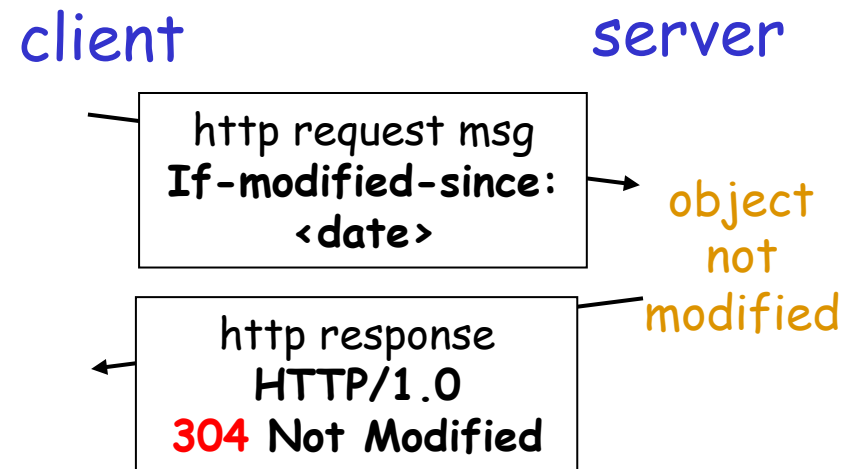 client
server
http request msg
If-modified-since:
<date>
object
not
modified
http response
HTTP/1.0
304 Not Modified